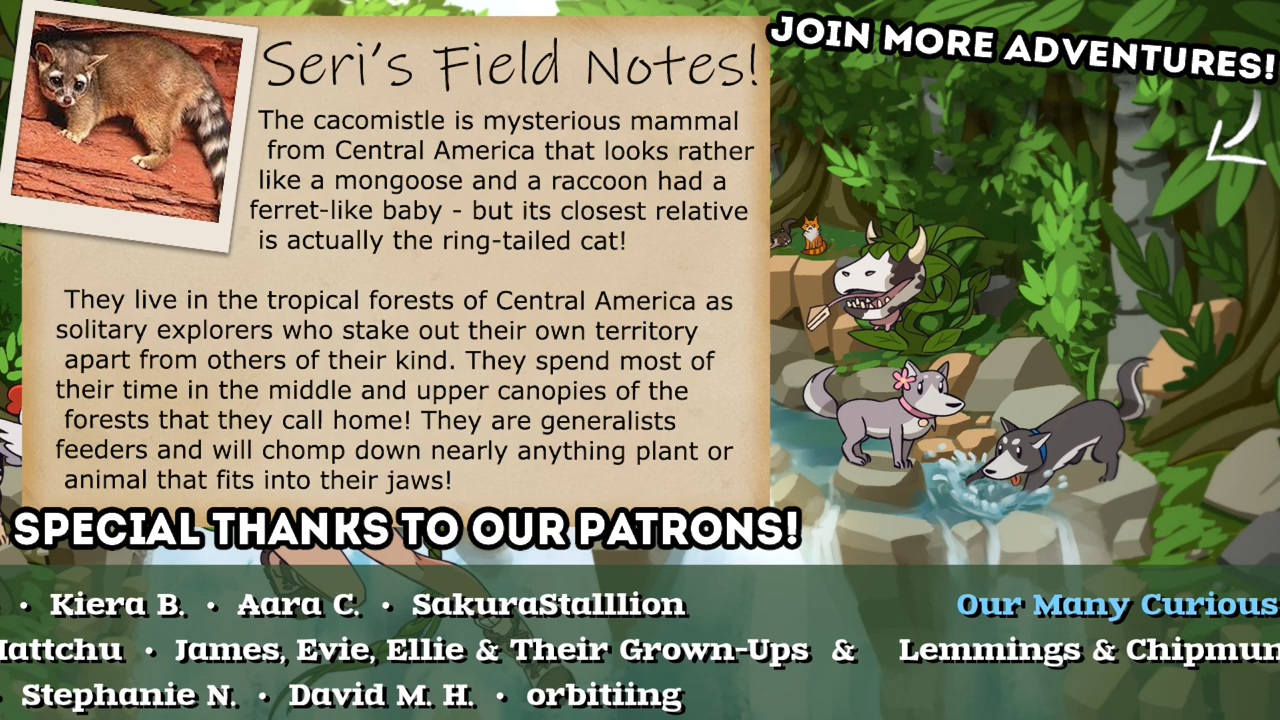 Seri's Field Notes!
JOIN MORE ADVENTURES!
The cacomistle is mysterious mammal
from Central America that looks rather
like a mongoose and a raccoon had a
ferret-like baby - but its closest relative
is actually the ring-tailed cat!
They live in the tropical forests of Central America as
solitary explorers who stake out their own territory
apart from others of their kind. They spend most of
their time in the middle and upper canopies of the
forests that they call home! They are generalists
feeders and will chomp down nearly anything plant or
animal that fits into their jaws!
SPECIAL THANKS TO OUR PATRONS!
• Kiera B. • Aara C. • SakuraStalllion
Our Many Curious
attchu • James, Evie, Ellie & Their Grown-Ups &
Lemmings & Chipmun
• Stephanie N. • David M. H. • orbitiing